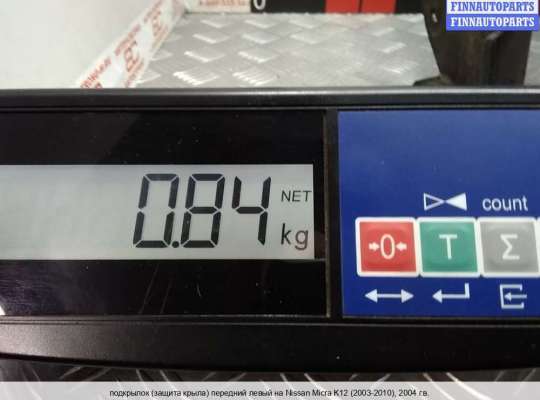 FINNAUTOPARTS
FINNAUTOPARTS
0.84 NET kg
count
→0← T Σ
подкрылок (защита крыла) передний левый на Nissan Micra K12 (2003-2010), 2004 г.в.